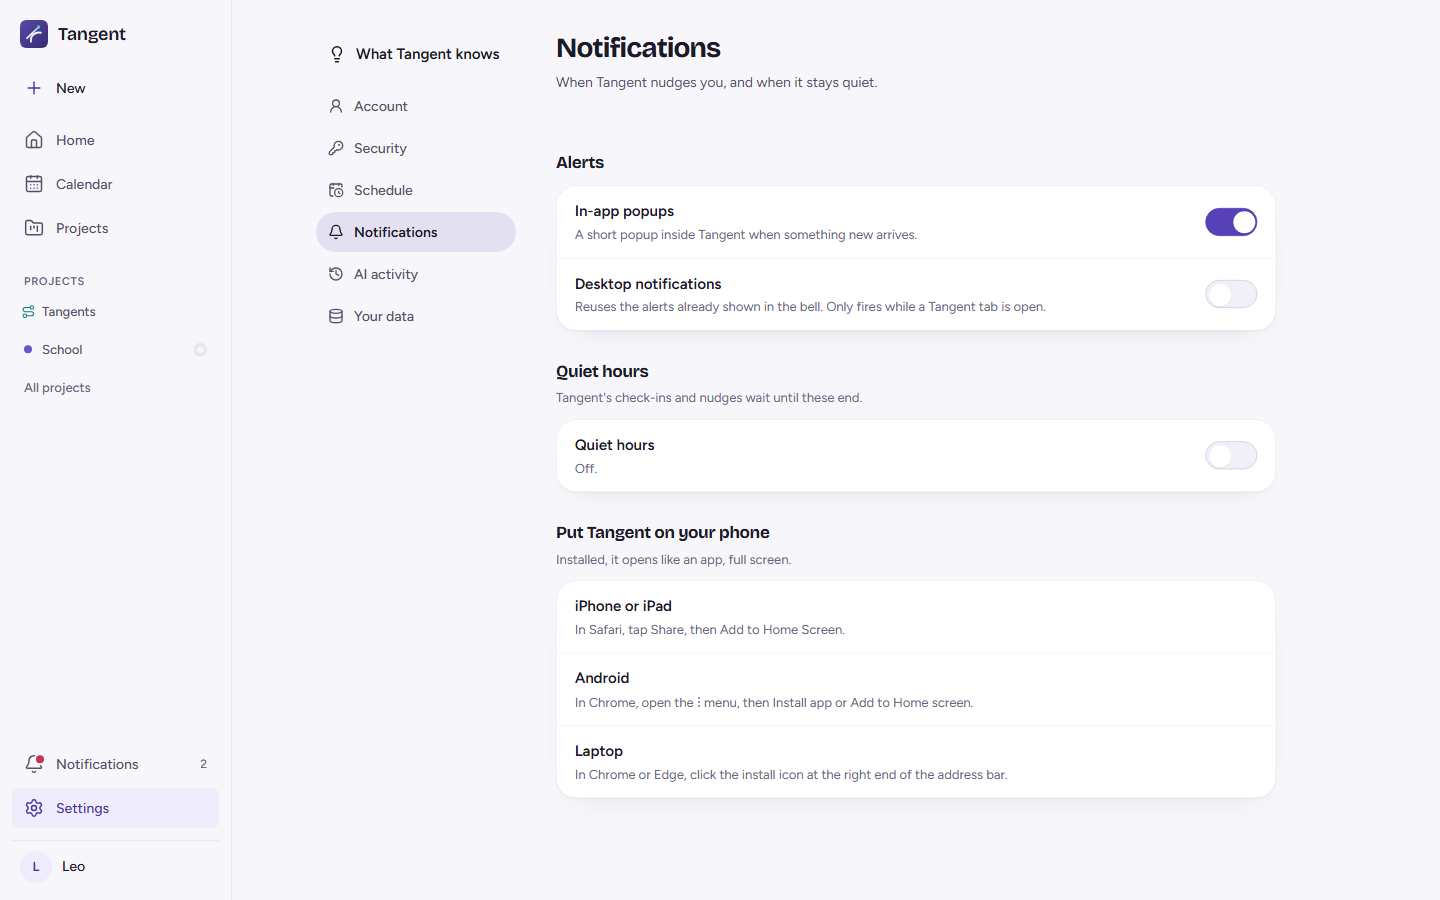 Tangent
New
Home
Calendar
Projects
PROJECTS
Tangents
School
All projects
Notifications 2
Settings
L Leo
What Tangent knows
Account
Security
Schedule
Notifications
AI activity
Your data
Notifications
When Tangent nudges you, and when it stays quiet.
Alerts
In-app popups
A short popup inside Tangent when something new arrives.
Desktop notifications
Reuses the alerts already shown in the bell. Only fires while a Tangent tab is open.
Quiet hours
Tangent's check-ins and nudges wait until these end.
Quiet hours
Off.
Put Tangent on your phone
Installed, it opens like an app, full screen.
iPhone or iPad
In Safari, tap Share, then Add to Home Screen.
Android
In Chrome, open the ⋮ menu, then Install app or Add to Home screen.
Laptop
In Chrome or Edge, click the install icon at the right end of the address bar.